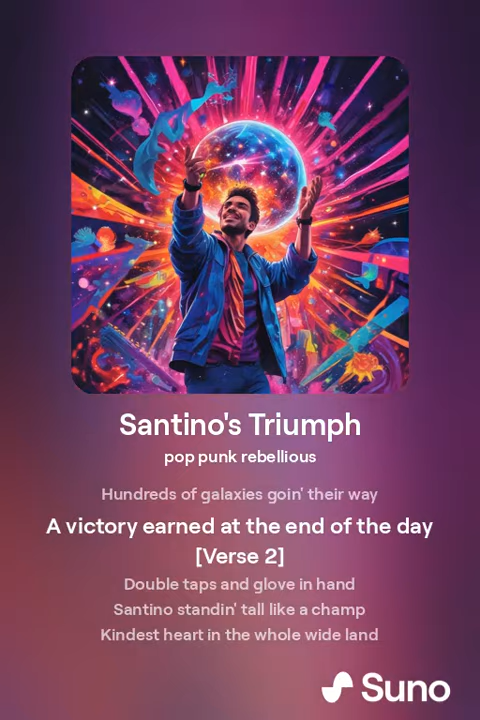 Santino's Triumph
pop punk rebellious
Hundreds of galaxies goin' their way
A victory earned at the end of the day
[Verse 2]
Double taps and glove in hand
Santino standin' tall like a champ
Kindest heart in the whole wide land
Suno